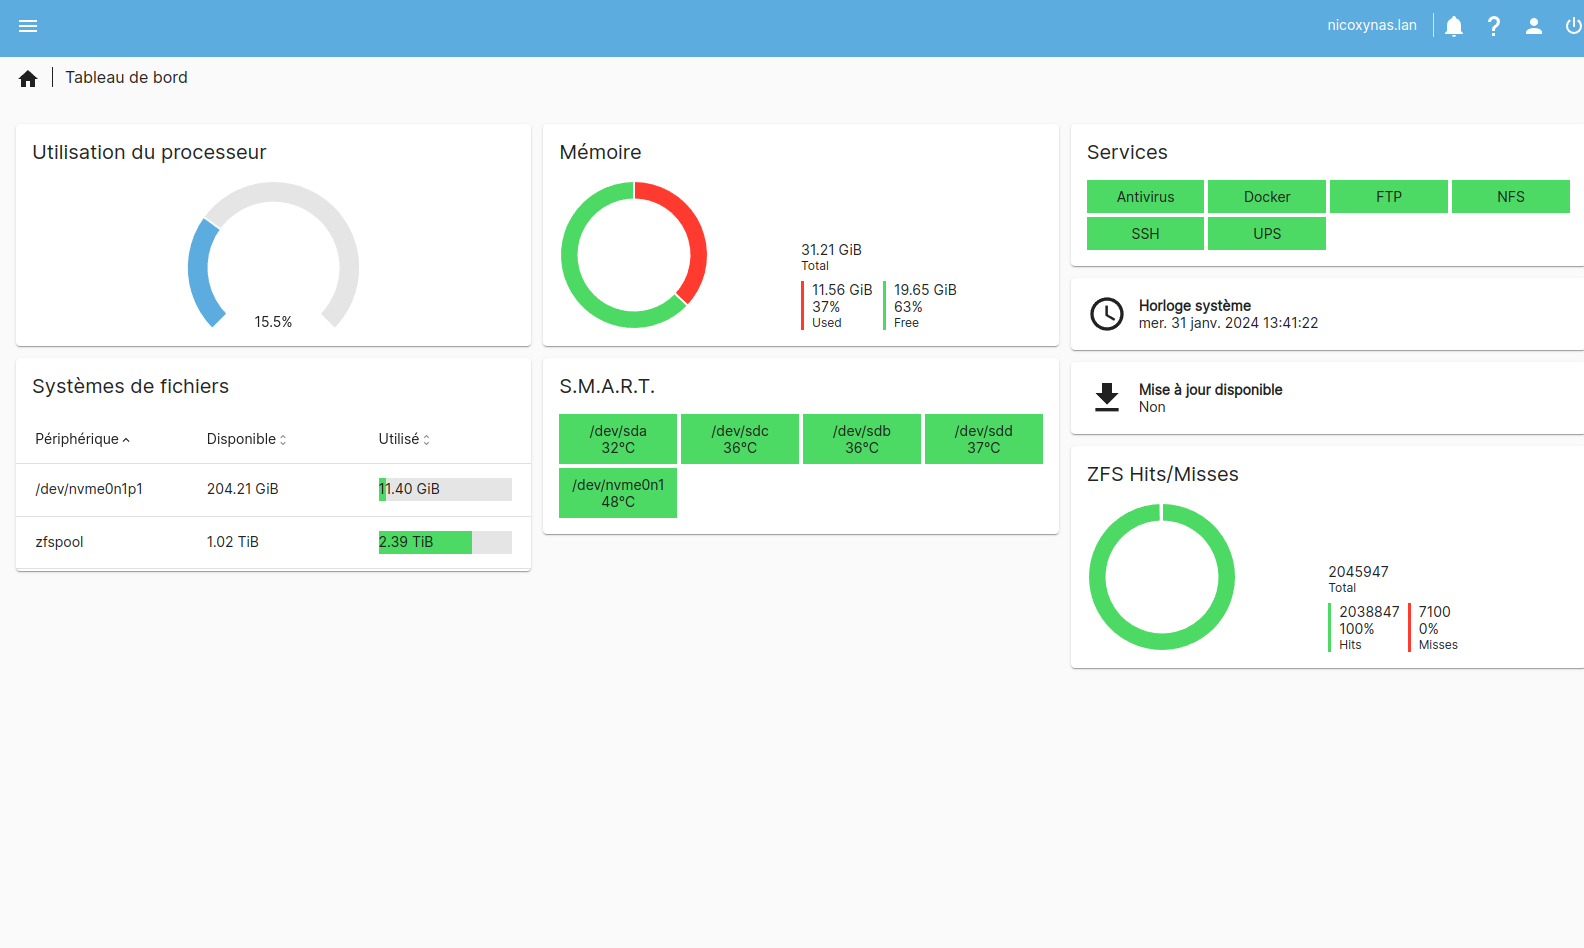 nicoxynas.lan
Tableau de bord
Utilisation du processeur
15.5%
Mémoire
31.21 GiB
Total
11.56 GiB
37%
Used
19.65 GiB
63%
Free
Services
Antivirus
Docker
FTP
NFS
SSH
UPS
Horloge système
mer. 31 janv. 2024 13:41:22
Mise à jour disponible
Non
Systèmes de fichiers
Périphérique Disponible Utilisé
/dev/nvme0n1p1 204.21 GiB 11.40 GiB
zfspool 1.02 TiB 2.39 TiB
S.M.A.R.T.
/dev/sda
32°C
/dev/sdc
36°C
/dev/sdb
36°C
/dev/sdd
37°C
/dev/nvme0n1
48°C
ZFS Hits/Misses
2045947
Total
2038847
100%
Hits
7100
0%
Misses